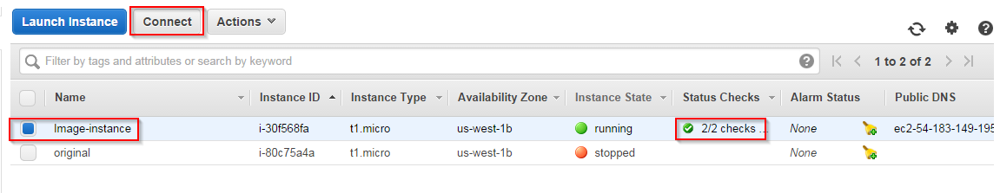 Launch Instance Connect Actions
Filter by tags and attributes or search by keyword 1 to 2 of 2
Name Instance ID Instance Type Availability Zone Instance State Status Checks Alarm Status Public DNS
Image-instance i-30f568fa t1.micro us-west-1b running 2/2 checks ... None ec2-54-183-149-195
original i-80c75a4a t1.micro us-west-1b stopped None